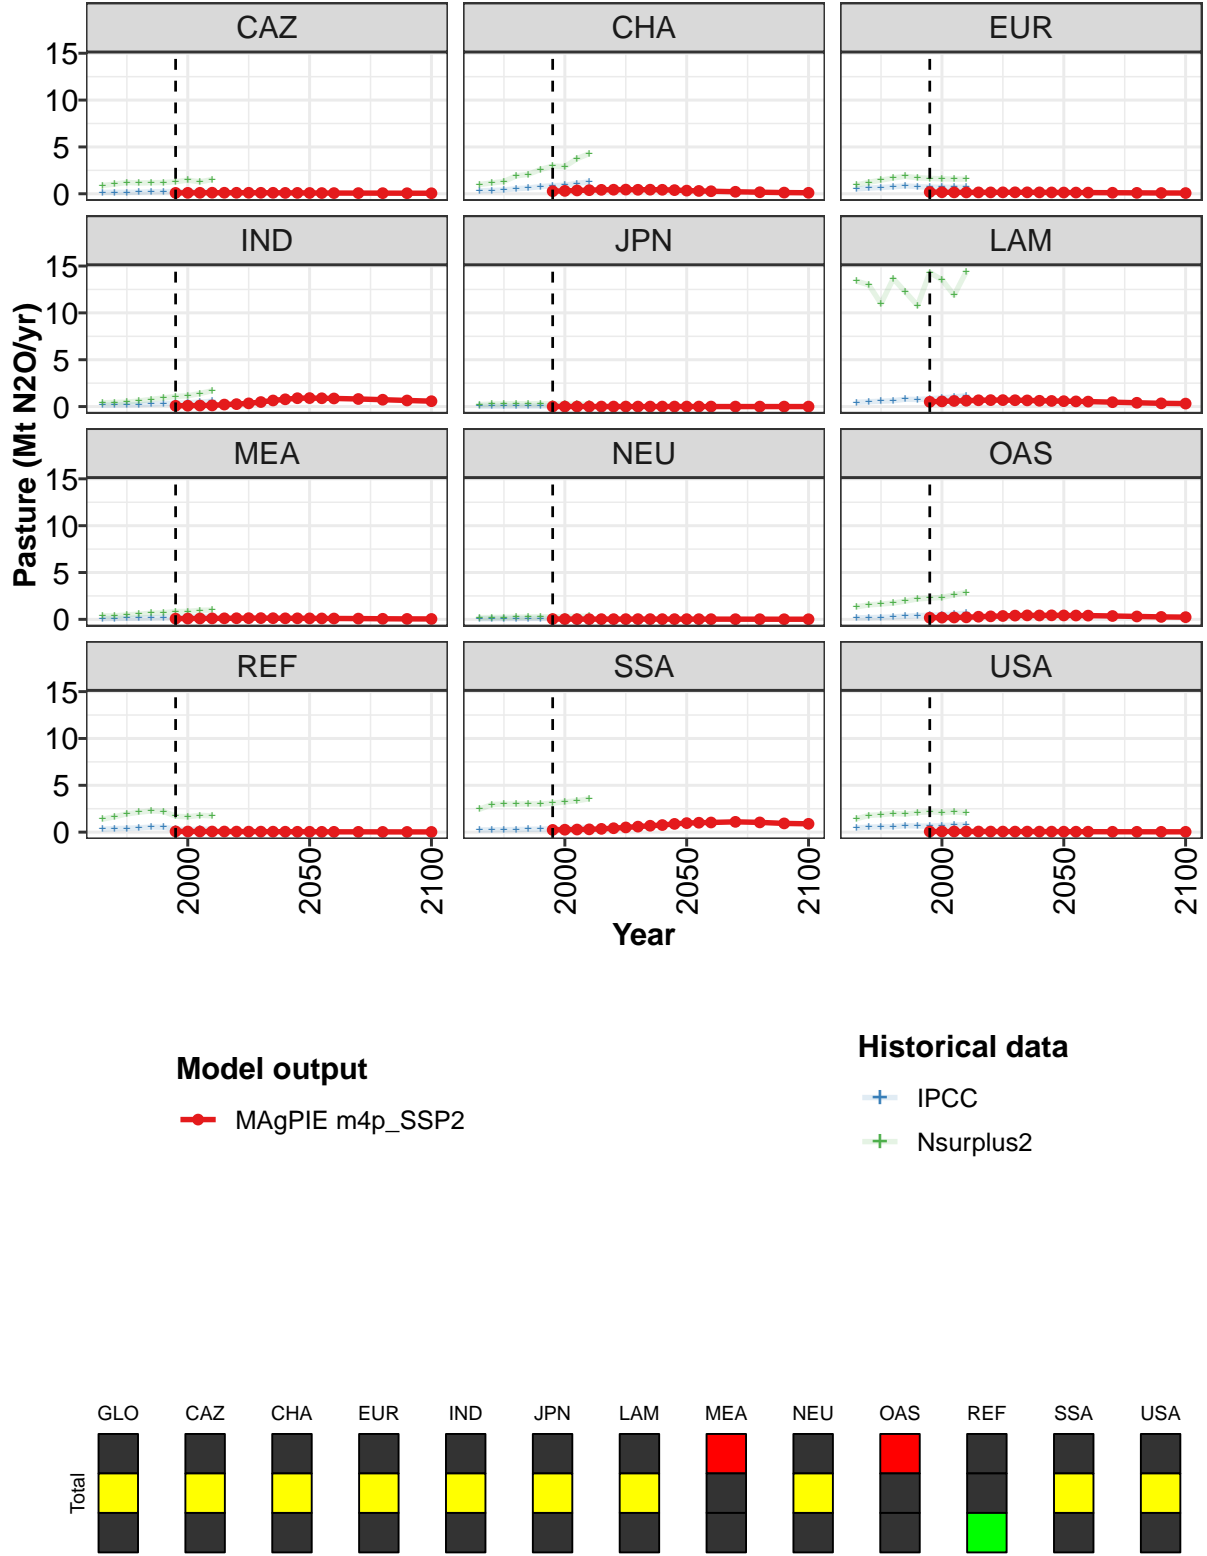 CAZ CHA EUR
15
10
5
0
IND JPN LAM
15
10
5
0
MEA NEU OAS
15
10
5
0
REF SSA USA
15
10
5
0
Pasture (Mt N2O/yr)
2000 2050 2100 2000 2050 2100 2000 2050 2100
Year
Model output
MAgPIE m4p_SSP2
Historical data
IPCC
Nsurplus2
GLO CAZ CHA EUR IND JPN LAM MEA NEU OAS REF SSA USA
Total